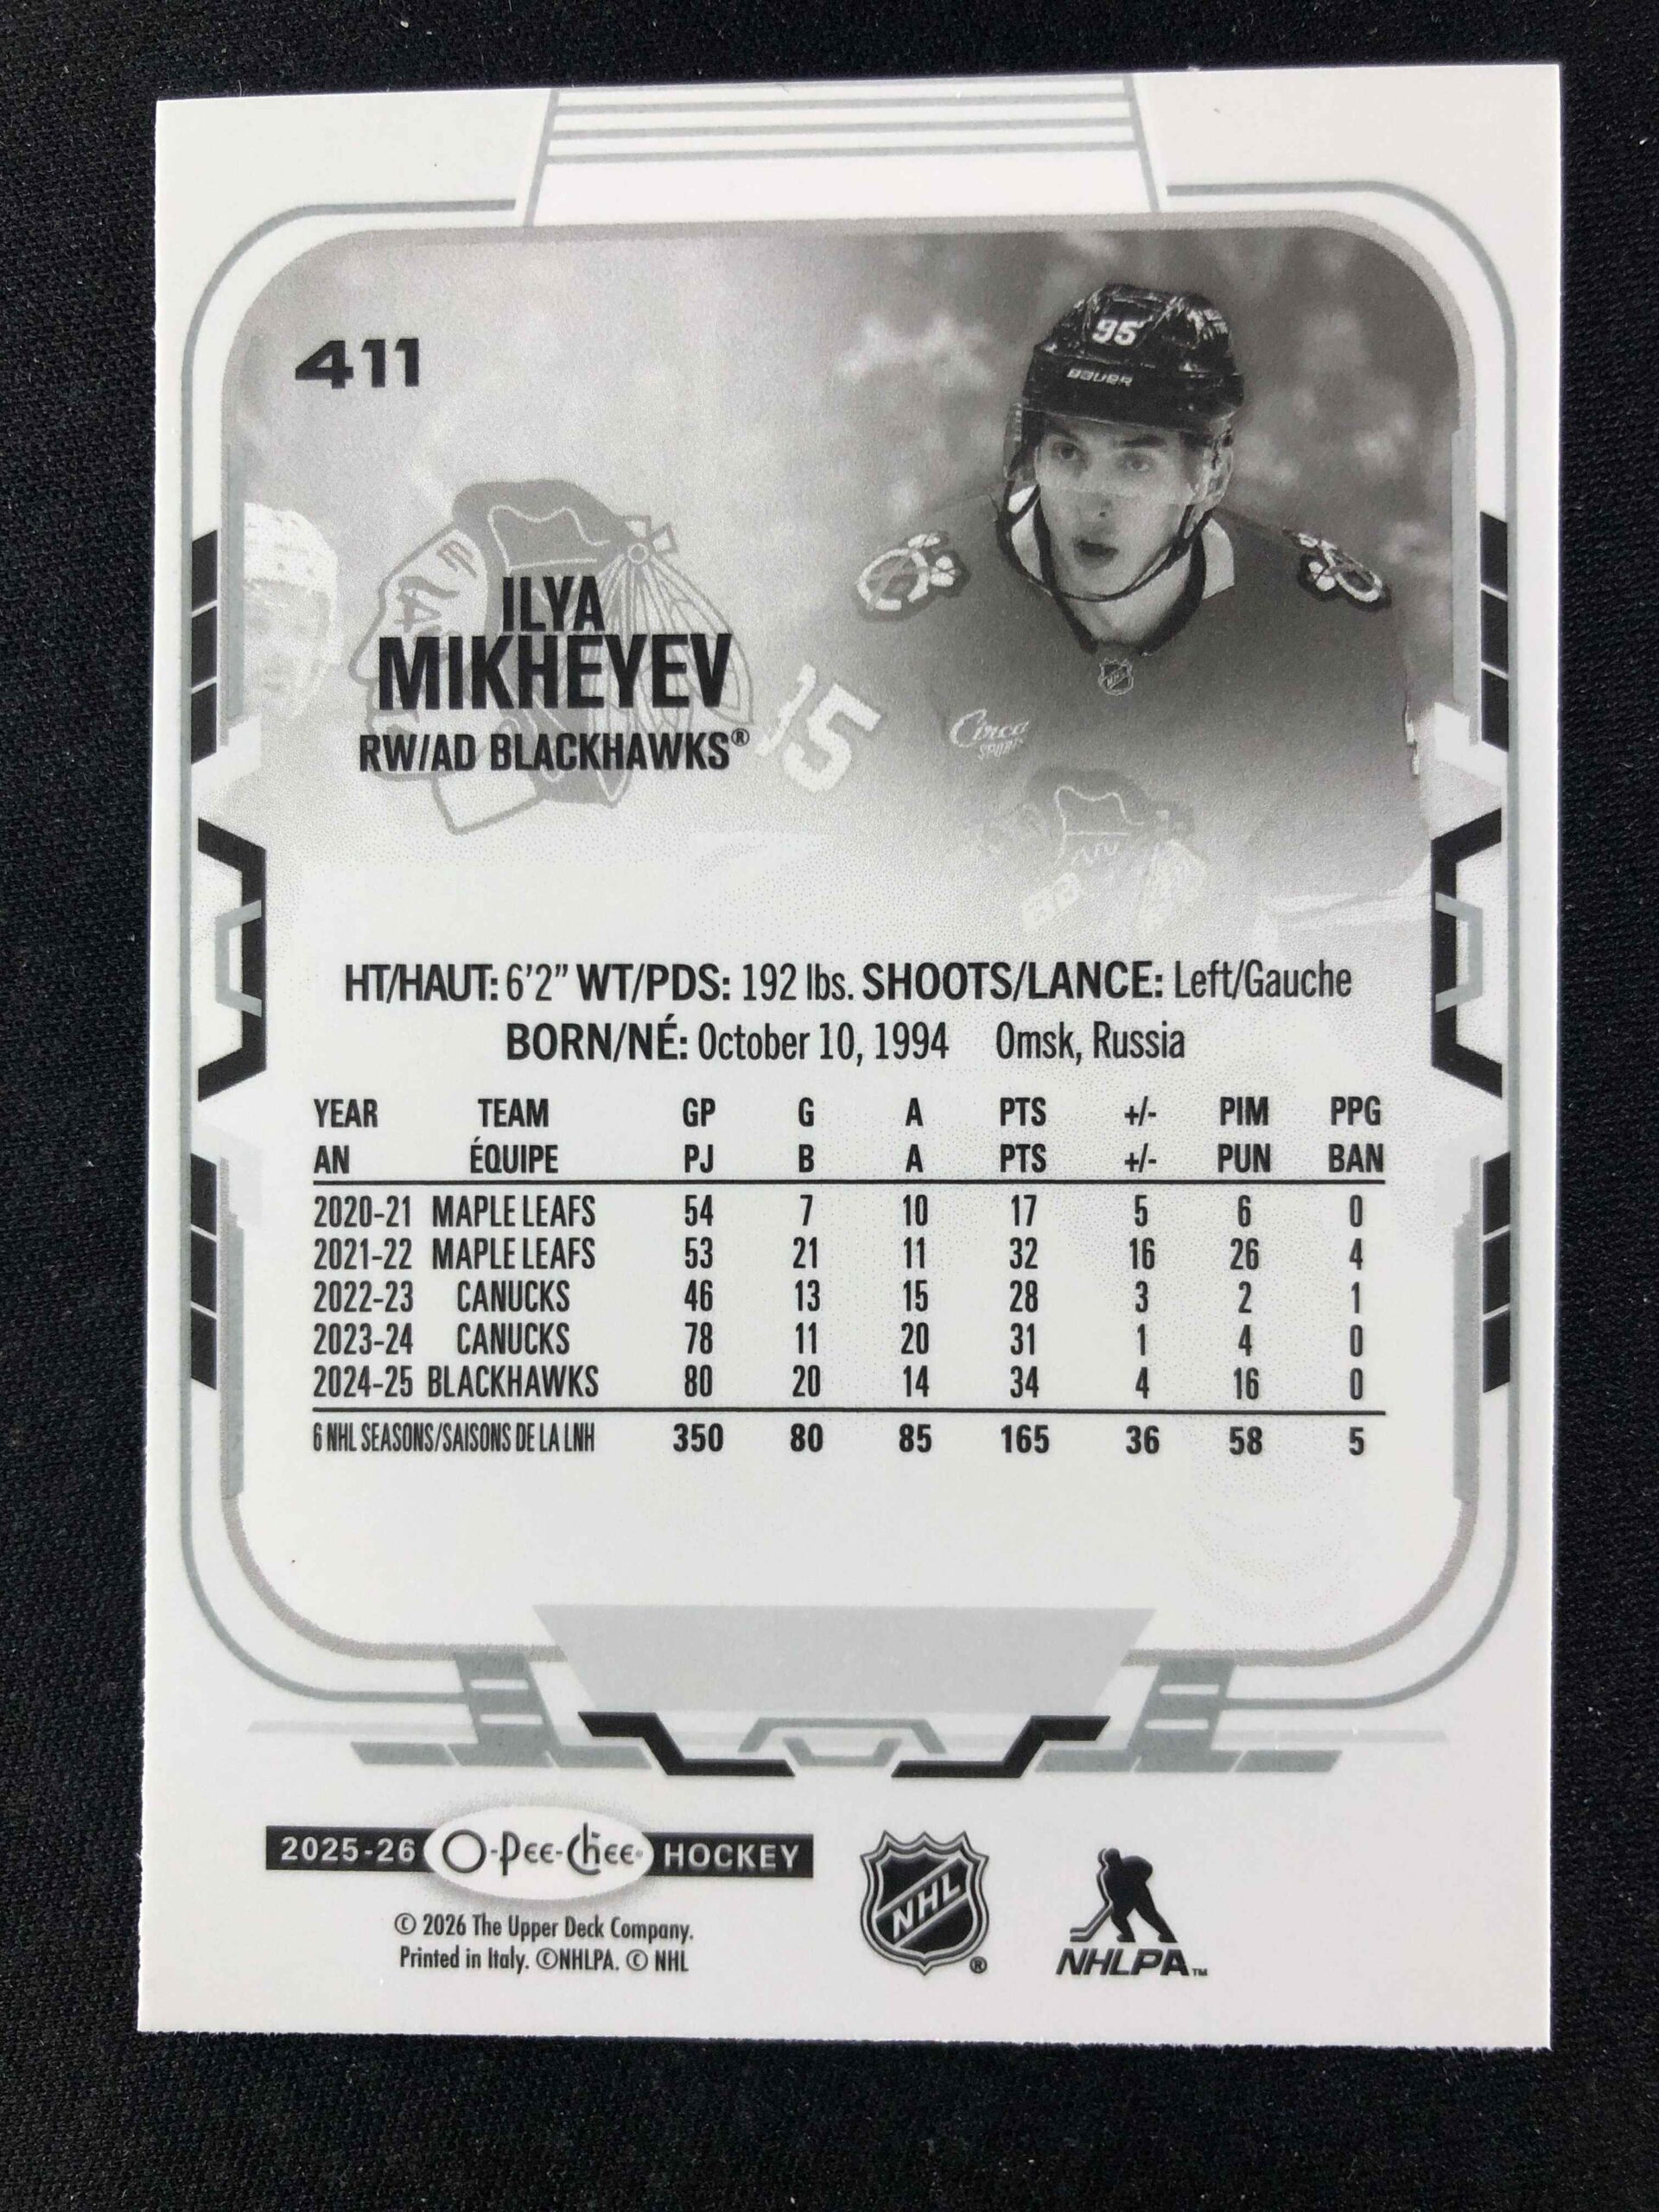 411
95
BAUER
ILYA
MIKHEYEV
RW/AD BLACKHAWKS®
95
Circa
SPORTS
NHL
HT/HAUT: 6'2" WT/PDS: 192 lbs. SHOOTS/LANCE: Left/Gauche
BORN/NÉ: October 10, 1994 Omsk, Russia
YEAR TEAM GP G A PTS +/- PIM PPG
AN ÉQUIPE PJ B A PTS +/- PUN BAN
2020-21 MAPLE LEAFS 54 7 10 17 5 6 0
2021-22 MAPLE LEAFS 53 21 11 32 16 26 4
2022-23 CANUCKS 46 13 15 28 3 2 1
2023-24 CANUCKS 78 11 20 31 1 4 0
2024-25 BLACKHAWKS 80 20 14 34 4 16 0
6 NHL SEASONS/SAISONS DE LA LNH 350 80 85 165 36 58 5
2025-26 O-Pee-Chee® HOCKEY
© 2026 The Upper Deck Company.
Printed in Italy. ©NHLPA. © NHL
NHL®
NHLPA™